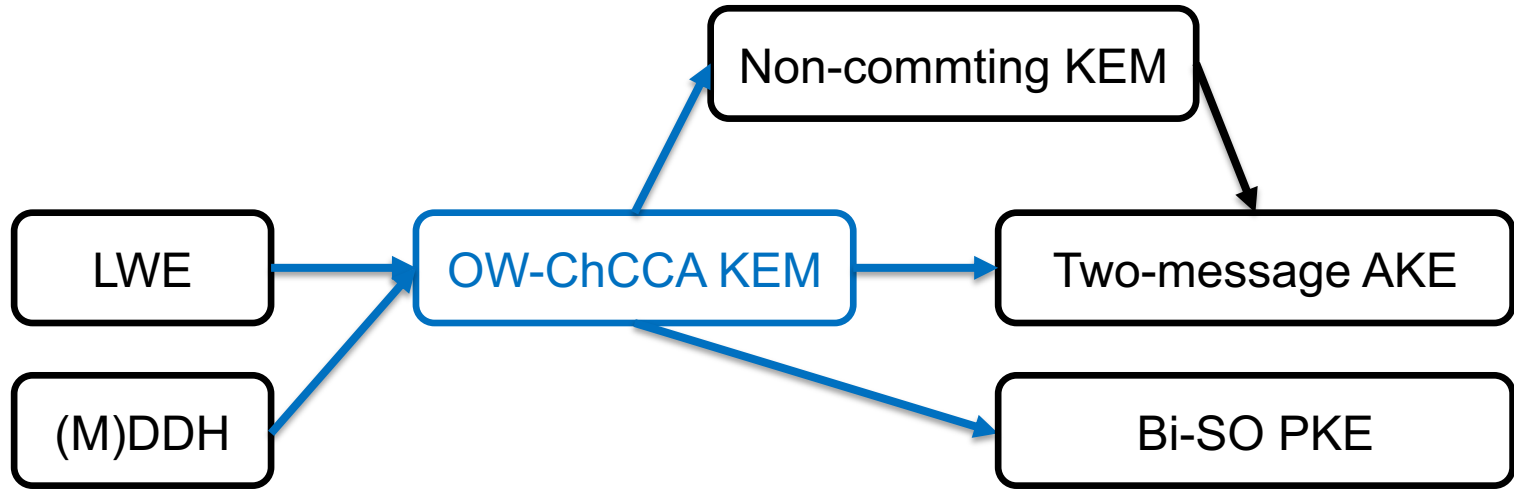 Non-commting KEM
LWE
OW-ChCCA KEM
Two-message AKE
(M)DDH
Bi-SO PKE